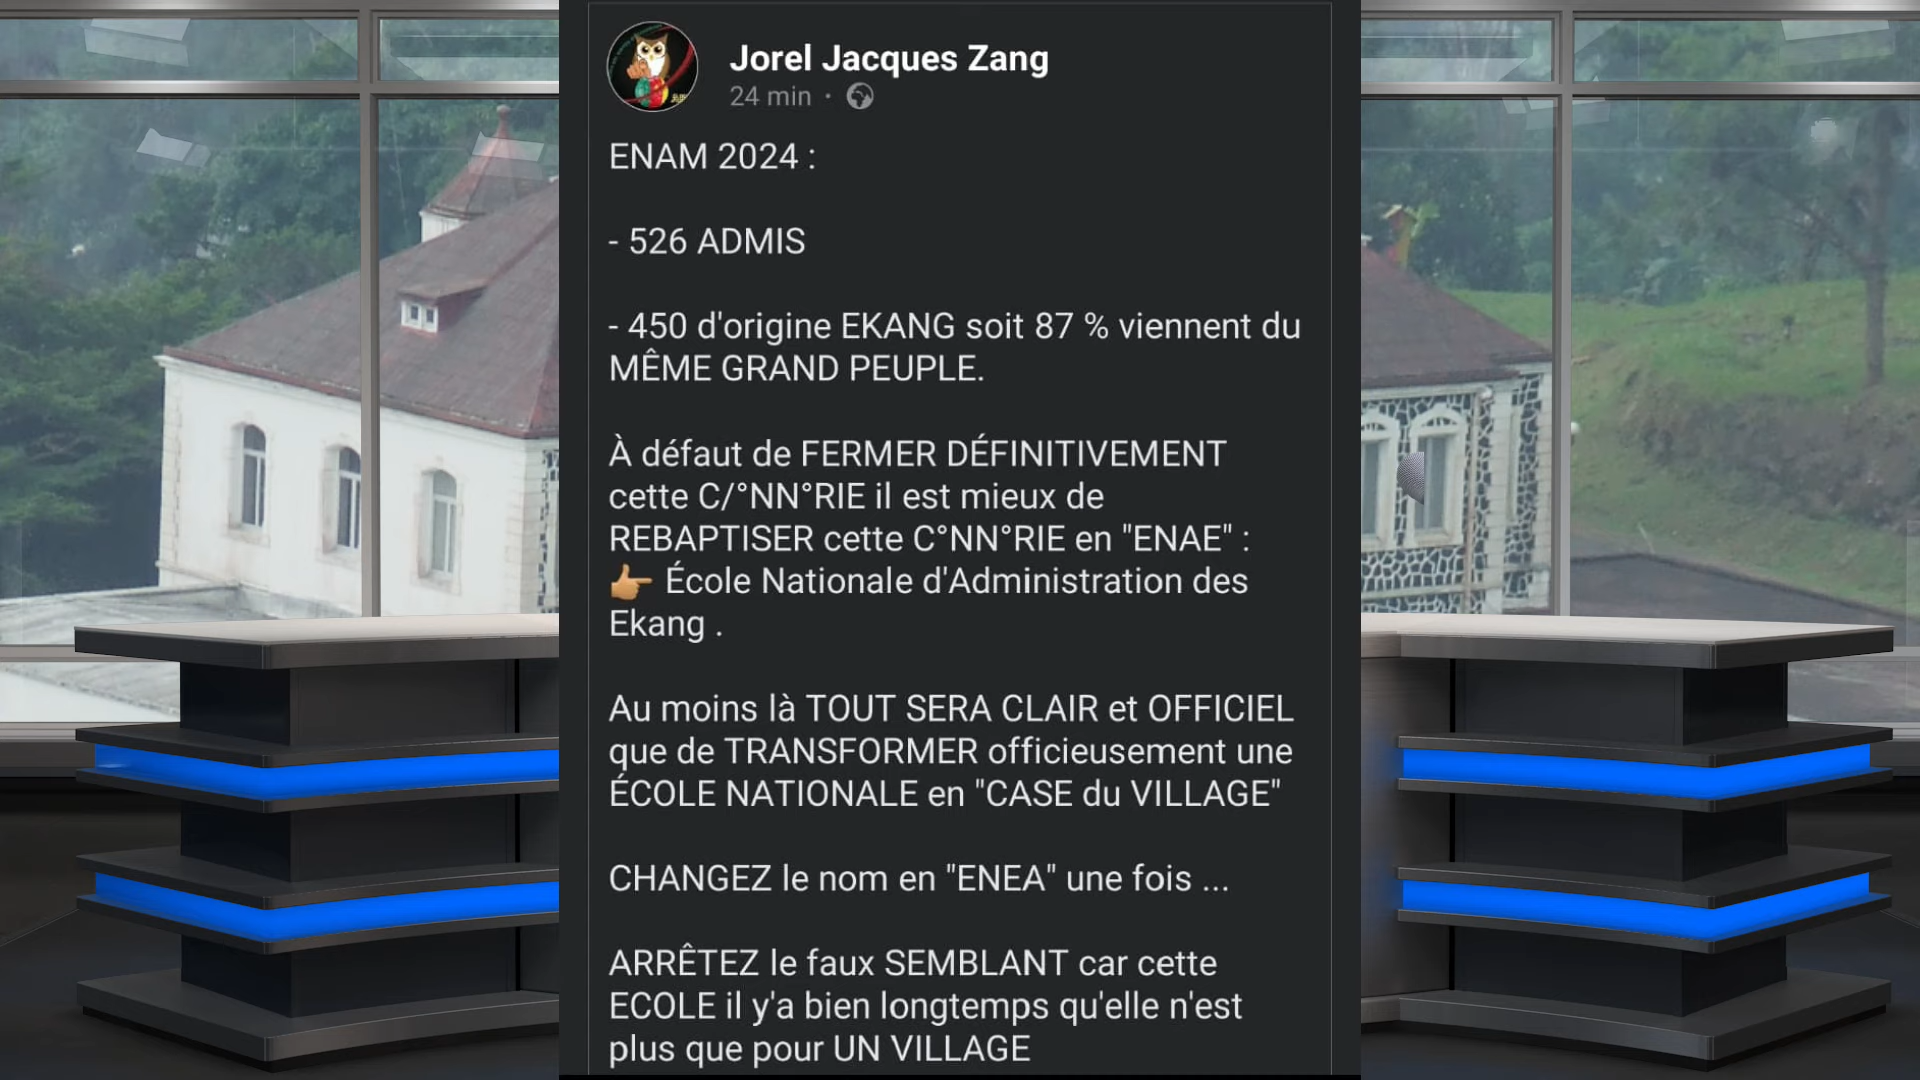 Jorel Jacques Zang
24 min ·
ENAM 2024 :
- 526 ADMIS
- 450 d'origine EKANG soit 87 % viennent du
MÊME GRAND PEUPLE.
À défaut de FERMER DÉFINITIVEMENT
cette C/°NN°RIE il est mieux de
REBAPTISER cette C°NN°RIE en "ENAE" :
👉 École Nationale d'Administration des
Ekang .
Au moins là TOUT SERA CLAIR et OFFICIEL
que de TRANSFORMER officieusement une
ÉCOLE NATIONALE en "CASE du VILLAGE"
CHANGEZ le nom en "ENEA" une fois ...
ARRÊTEZ le faux SEMBLANT car cette
ECOLE il y'a bien longtemps qu'elle n'est
plus que pour UN VILLAGE